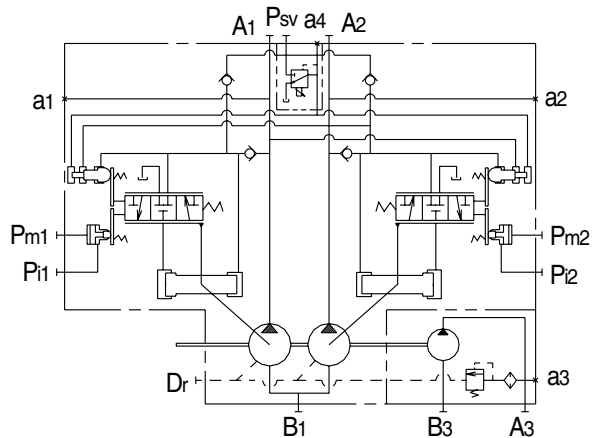 A1 Psv a4 A2
a1 a2
Pm1 Pm2
Pi1 Pi2
Dr a3
B1 B3 A3